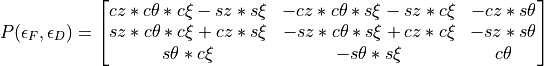 P(ϵ_F, ϵ_D) = [ cz ∗ cθ ∗ cξ − sz ∗ sξ   −cz ∗ cθ ∗ sξ − sz ∗ cξ   −cz ∗ sθ
sz ∗ cθ ∗ cξ + cz ∗ sξ   −sz ∗ cθ ∗ sξ + cz ∗ cξ   −sz ∗ sθ
sθ ∗ cξ   −sθ ∗ sξ   cθ ]